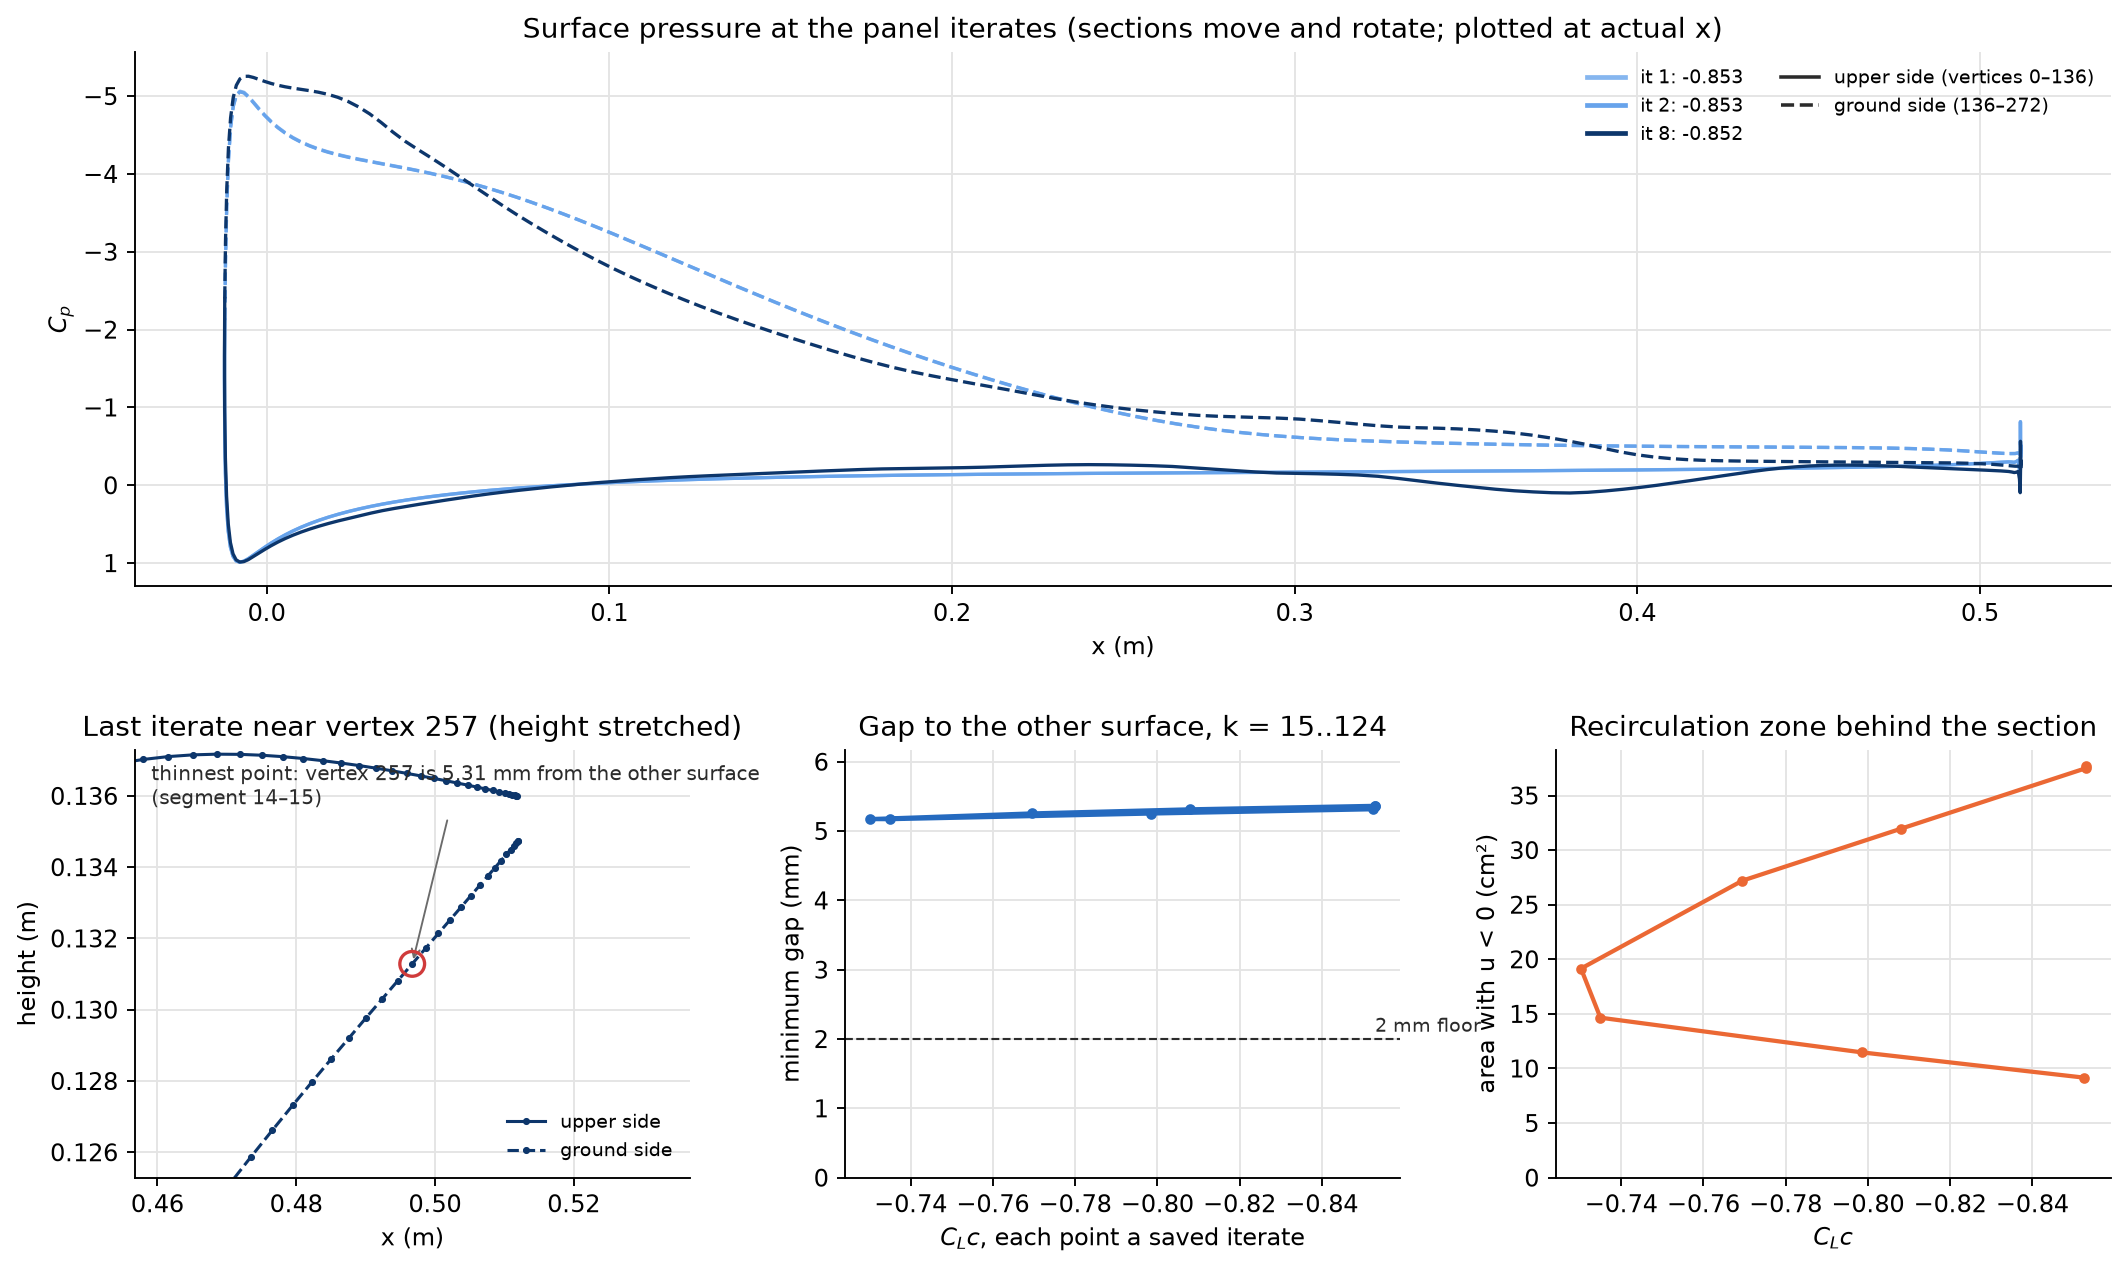 Surface pressure at the panel iterates (sections move and rotate; plotted at actual x)
it 1: -0.853
it 2: -0.853
it 8: -0.852
upper side (vertices 0–136)
ground side (136–272)
−5
−4
−3
−2
−1
0
1
Cp
0.0 0.1 0.2 0.3 0.4 0.5
x (m)
Last iterate near vertex 257 (height stretched)
thinnest point: vertex 257 is 5.31 mm from the other surface
(segment 14–15)
0.136
0.134
0.132
0.130
0.128
0.126
height (m)
upper side
ground side
0.46 0.48 0.50 0.52
x (m)
Gap to the other surface, k = 15..124
6
5
4
3
2
1
0
minimum gap (mm)
2 mm floor
−0.74 −0.76 −0.78 −0.80 −0.82 −0.84
CLc, each point a saved iterate
Recirculation zone behind the section
35
30
25
20
15
10
5
0
area with u < 0 (cm²)
−0.74 −0.76 −0.78 −0.80 −0.82 −0.84
CLc